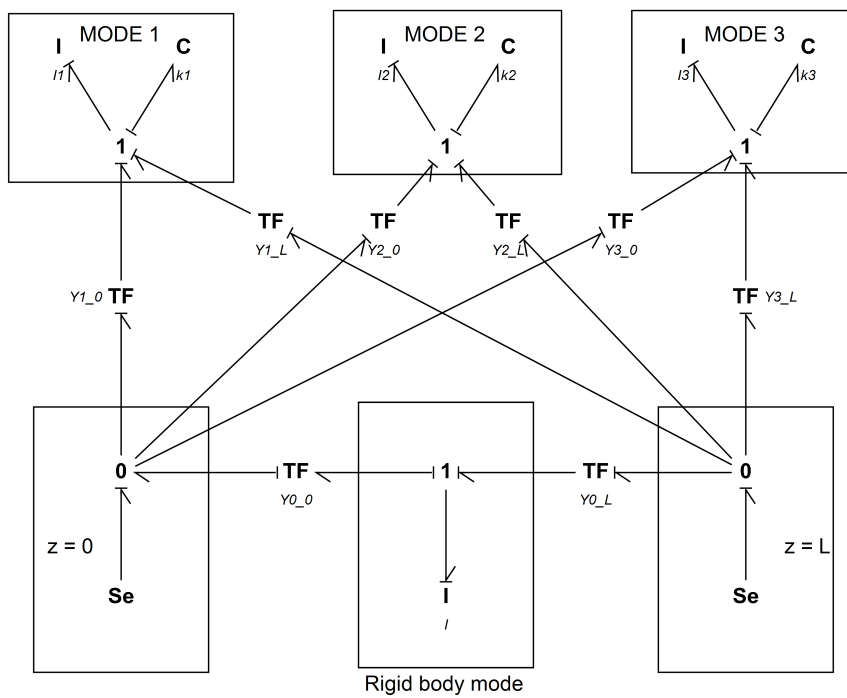 MODE 1
I
C
I1
k1
1
MODE 2
I
C
I2
k2
1
MODE 3
I
C
I3
k3
1
TF
Y1_L
TF
Y2_0
TF
Y2_L
TF
Y3_0
Y1_0 TF
TF Y3_L
0
TF
Y0_0
1
TF
Y0_L
0
z = 0
z = L
Se
I
I
Se
Rigid body mode